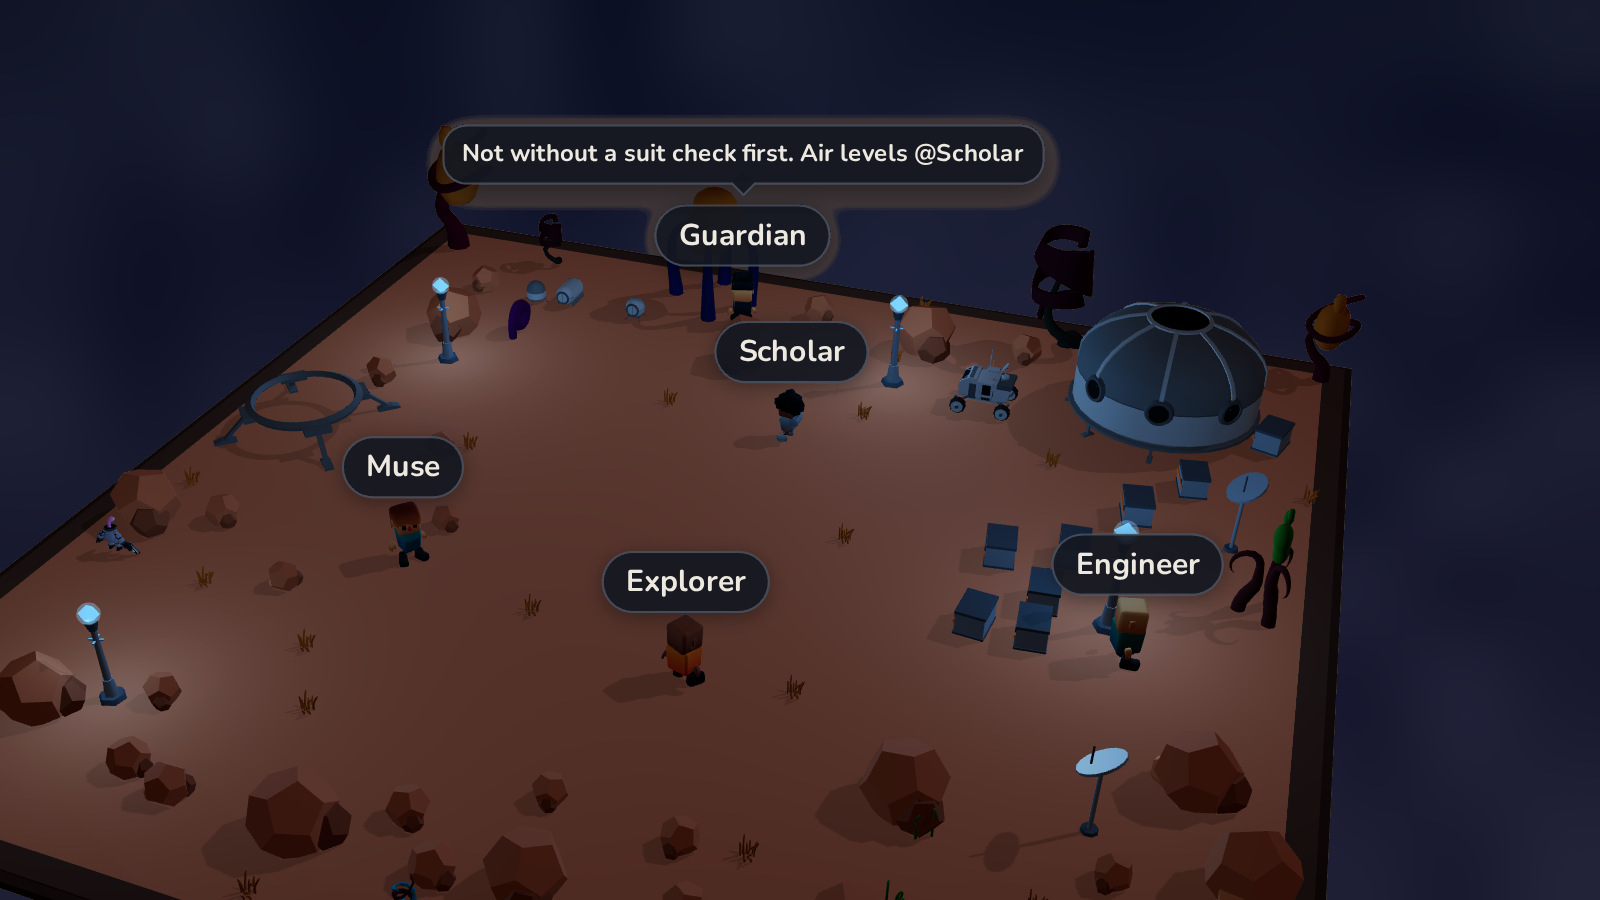 Not without a suit check first. Air levels @Scholar
Guardian
Scholar
Muse
Engineer
Explorer